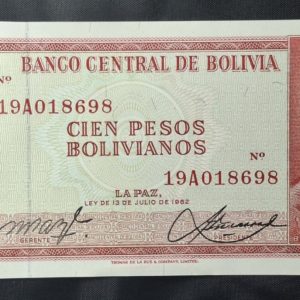 BANCO CENTRAL DE BOLIVIA
Nº
19A018698
CIEN PESOS
BOLIVIANOS
Nº
19A018698
LA PAZ,
LEY DE 13 DE JULIO DE 1962
GERENTE
PRESIDENTE
THOMAS DE LA RUE & COMPANY, LIMITED.